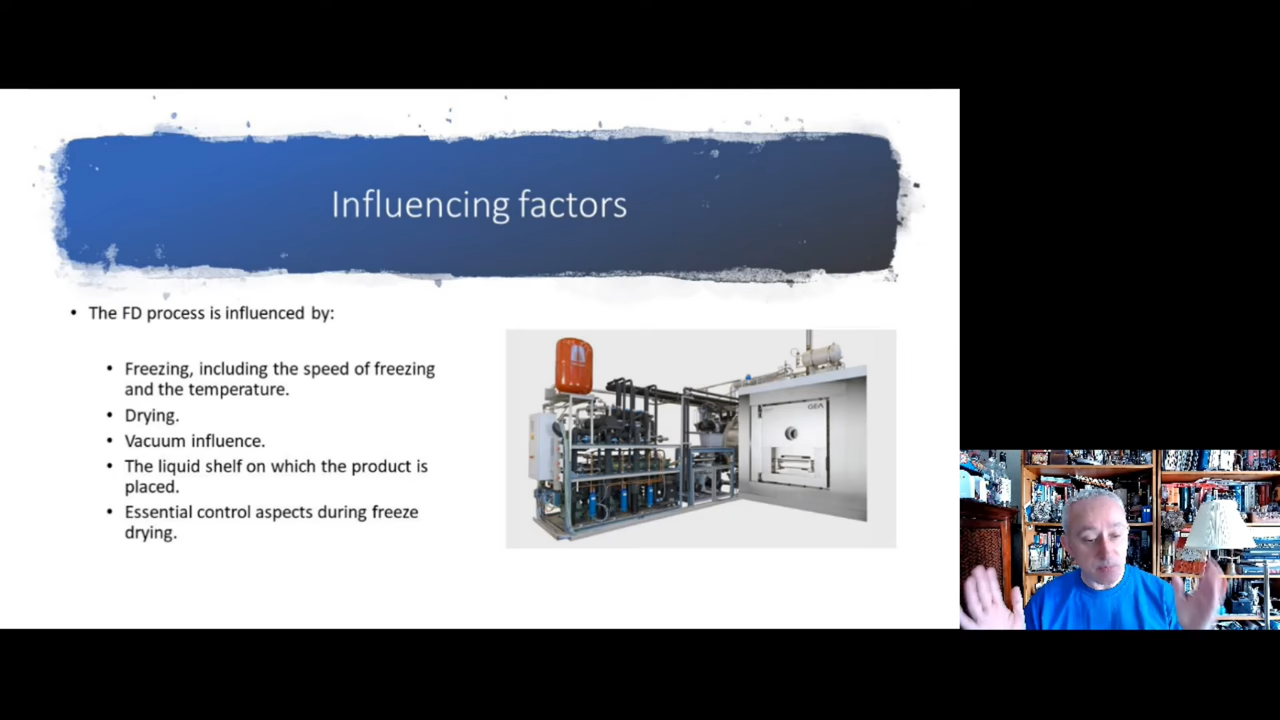 Influencing factors
• The FD process is influenced by:
• Freezing, including the speed of freezing
and the temperature.
• Drying.
• Vacuum influence.
• The liquid shelf on which the product is
placed.
• Essential control aspects during freeze
drying.
GEA